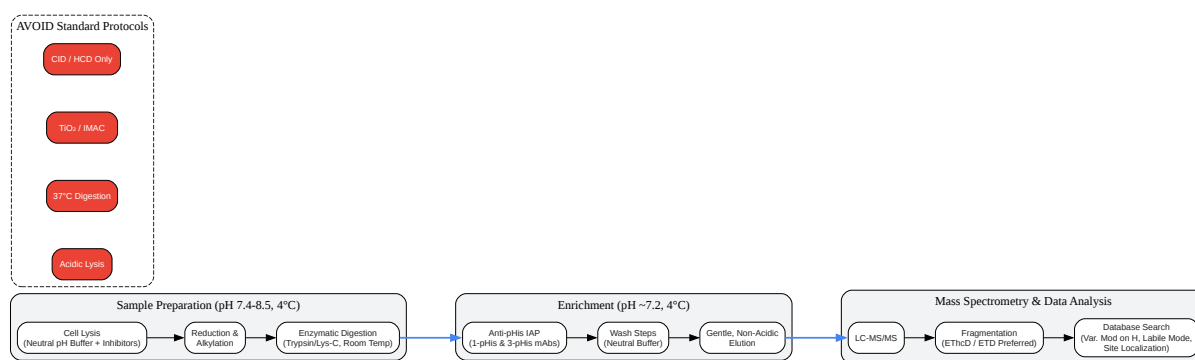 AVOID Standard Protocols
CID / HCD Only
TiO₂ / IMAC
37°C Digestion
Acidic Lysis
Sample Preparation (pH 7.4-8.5, 4°C)
Cell Lysis
(Neutral pH Buffer + Inhibitors)
Reduction &
Alkylation
Enzymatic Digestion
(Trypsin/Lys-C, Room Temp)
Enrichment (pH ~7.2, 4°C)
Anti-pHis IAP
(1-pHis & 3-pHis mAbs)
Wash Steps
(Neutral Buffer)
Gentle, Non-Acidic
Elution
Mass Spectrometry & Data Analysis
LC-MS/MS
Fragmentation
(EThcD / ETD Preferred)
Database Search
(Var. Mod on H, Labile Mode,
Site Localization)